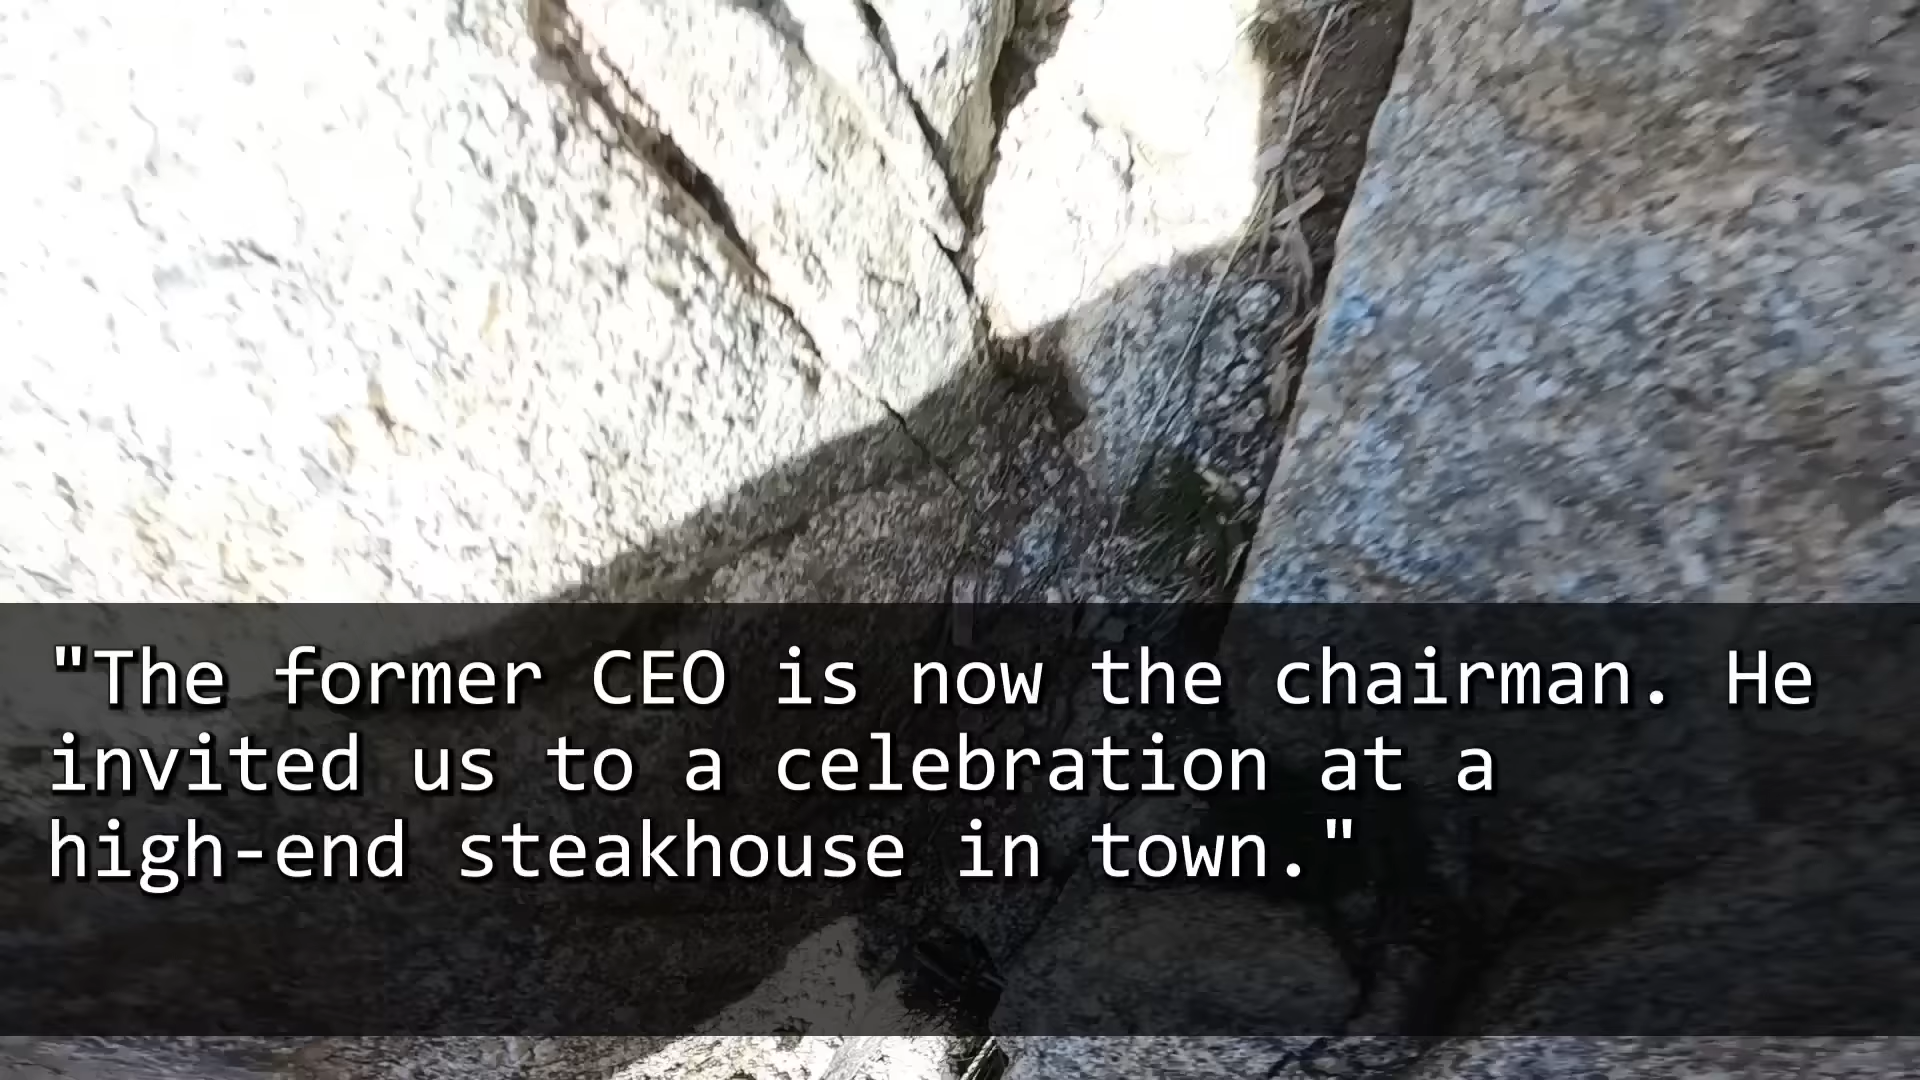 "The former CEO is now the chairman. He
invited us to a celebration at a
high-end steakhouse in town."